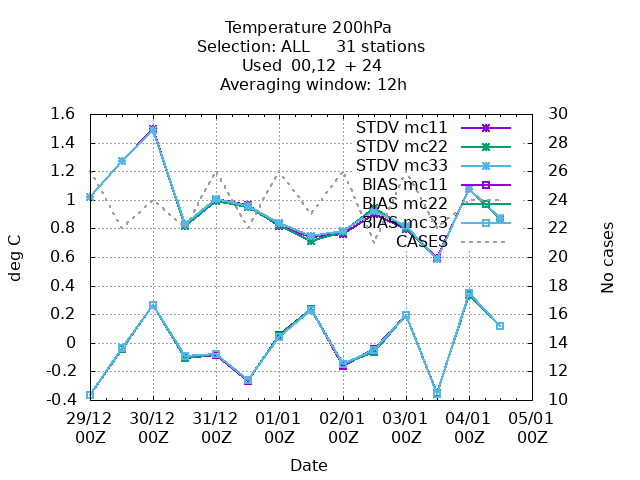 Temperature 200hPa
Selection: ALL 31 stations
Used 00,12 + 24
Averaging window: 12h
1.6
1.4
1.2
1
0.8
0.6
0.4
0.2
0
-0.2
-0.4
30
28
26
24
22
20
18
16
14
12
10
deg C
No cases
STDV mc11
STDV mc22
STDV mc33
BIAS mc11
BIAS mc22
BIAS mc33
CASES
29/12 30/12 31/12 01/01 02/01 03/01 04/01 05/01
00Z 00Z 00Z 00Z 00Z 00Z 00Z 00Z
Date